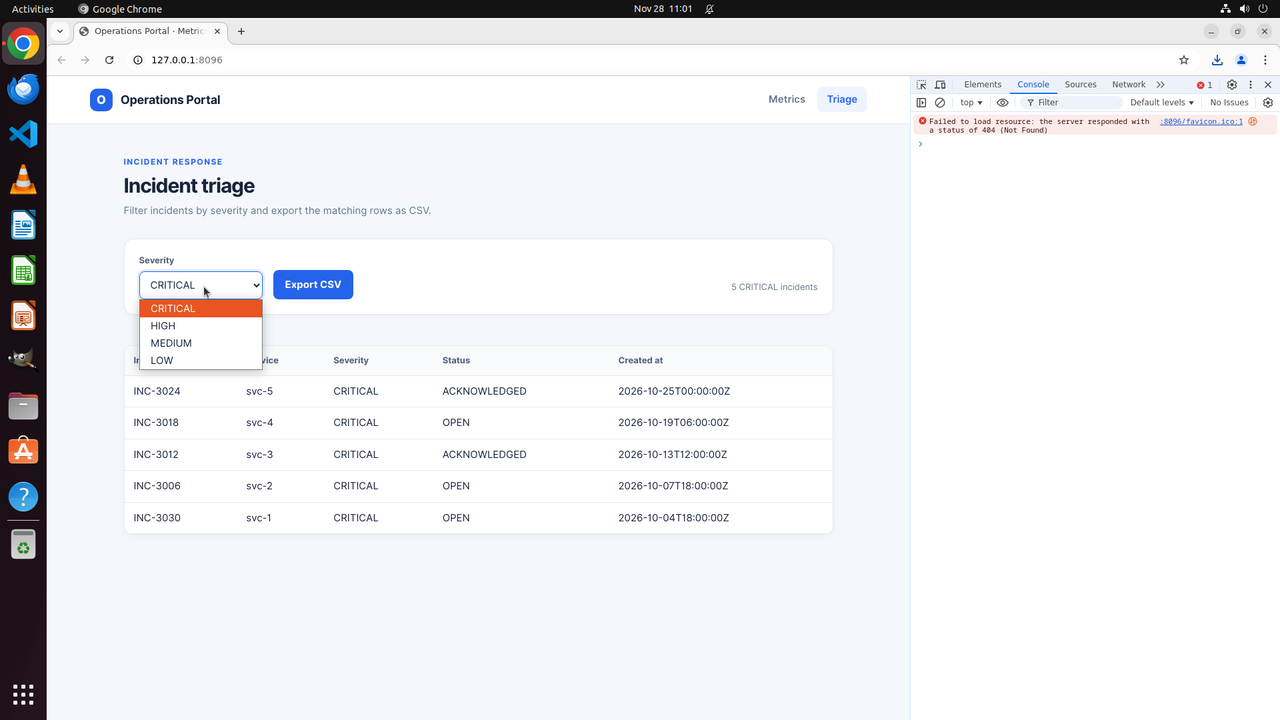 Activities
Google Chrome
Nov 28 11:01
Operations Portal · Metric
127.0.0.1:8096
O Operations Portal
Metrics
Triage
INCIDENT RESPONSE
Incident triage
Filter incidents by severity and export the matching rows as CSV.
Severity
CRITICAL
Export CSV
5 CRITICAL incidents
CRITICAL
HIGH
MEDIUM
LOW
Severity Status Created at
INC-3024 svc-5 CRITICAL ACKNOWLEDGED 2026-10-25T00:00:00Z
INC-3018 svc-4 CRITICAL OPEN 2026-10-19T06:00:00Z
INC-3012 svc-3 CRITICAL ACKNOWLEDGED 2026-10-13T12:00:00Z
INC-3006 svc-2 CRITICAL OPEN 2026-10-07T18:00:00Z
INC-3030 svc-1 CRITICAL OPEN 2026-10-04T18:00:00Z
Elements Console Sources Network 1
top Filter Default levels No Issues
Failed to load resource: the server responded with :8096/favicon.ico:1
a status of 404 (Not Found)